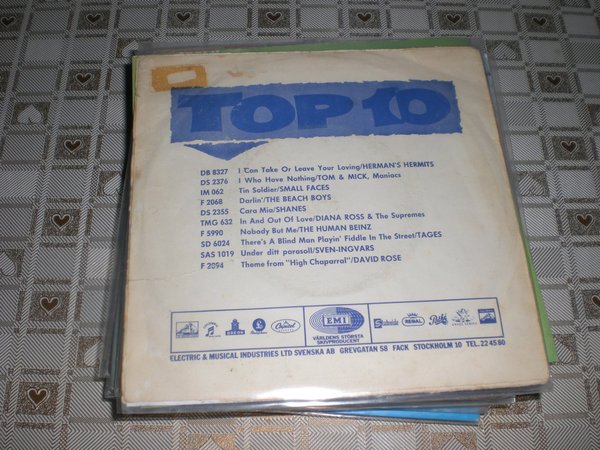 TOP 10
DB 8327 I Can Take Or Leave Your Loving/HERMAN'S HERMITS
DS 2376 I Who Have Nothing/TOM & MICK, Maniacs
IM 062 Tin Soldier/SMALL FACES
F 2068 Darlin'/THE BEACH BOYS
DS 2355 Cara Mia/SHANES
TMG 632 In And Out Of Love/DIANA ROSS & The Supremes
F 5990 Nobody But Me/THE HUMAN BEINZ
SD 6024 There's A Blind Man Playin' Fiddle In The Street/TAGES
SAS 1019 Under ditt parasoll/SVEN-INGVARS
F 2094 Theme from "High Chaparral"/DAVID ROSE
ODEON Capitol EMI Stateside REGAL
VÄRLDENS STÖRSTA
SKIVPRODUCENT
ELECTRIC & MUSICAL INDUSTRIES LTD SVENSKA AB GREVGATAN 58 FACK STOCKHOLM 10 TEL. 22 45 80